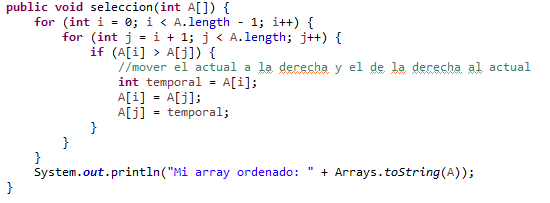 public void seleccion(int A[]) {
    for (int i = 0; i < A.length - 1; i++) {
        for (int j = i + 1; j < A.length; j++) {
            if (A[i] > A[j]) {
                //mover el actual a la derecha y el de la derecha al actual
                int temporal = A[i];
                A[i] = A[j];
                A[j] = temporal;
            }
        }
    }
    System.out.println("Mi array ordenado: " + Arrays.toString(A));
}